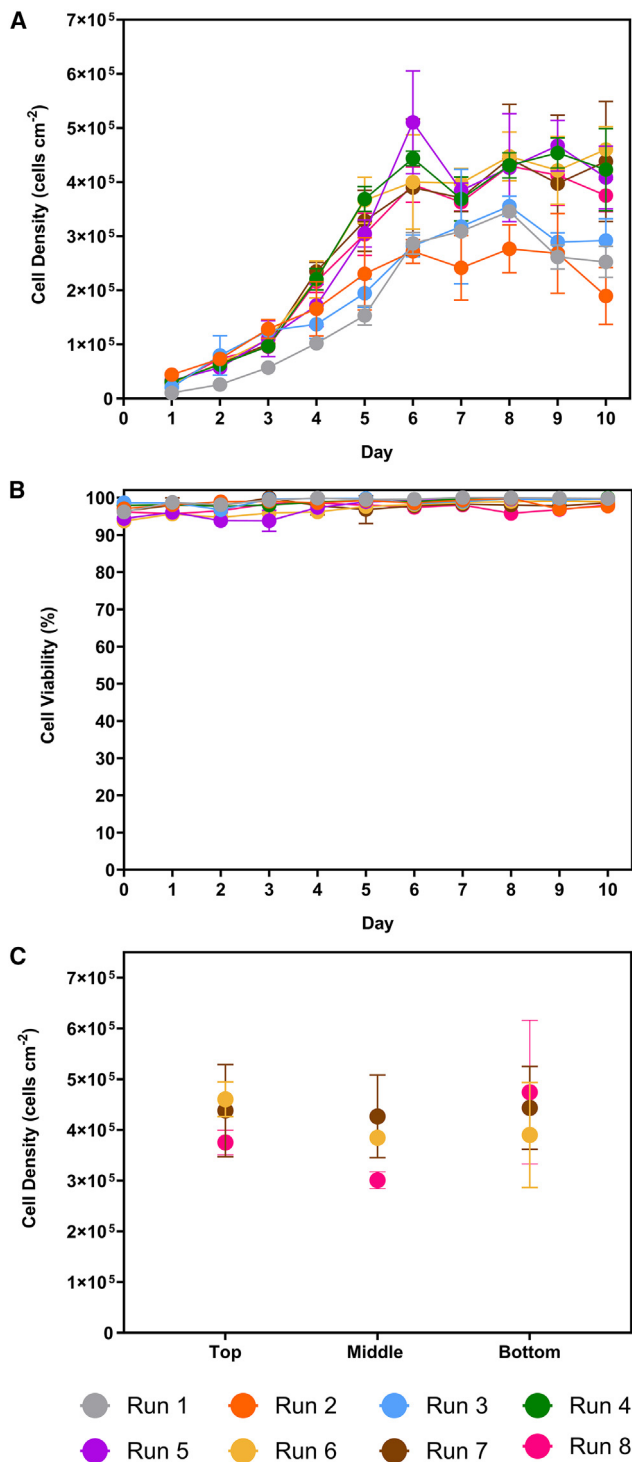 A
7×10⁵
6×10⁵
5×10⁵
4×10⁵
3×10⁵
2×10⁵
1×10⁵
0
Cell Density (cells cm⁻²)
0 1 2 3 4 5 6 7 8 9 10
Day
B
100
90
80
70
60
50
40
30
20
10
0
Cell Viability (%)
0 1 2 3 4 5 6 7 8 9 10
Day
C
7×10⁵
6×10⁵
5×10⁵
4×10⁵
3×10⁵
2×10⁵
1×10⁵
0
Cell Density (cells cm⁻²)
Top Middle Bottom
Run 1 Run 2 Run 3 Run 4
Run 5 Run 6 Run 7 Run 8